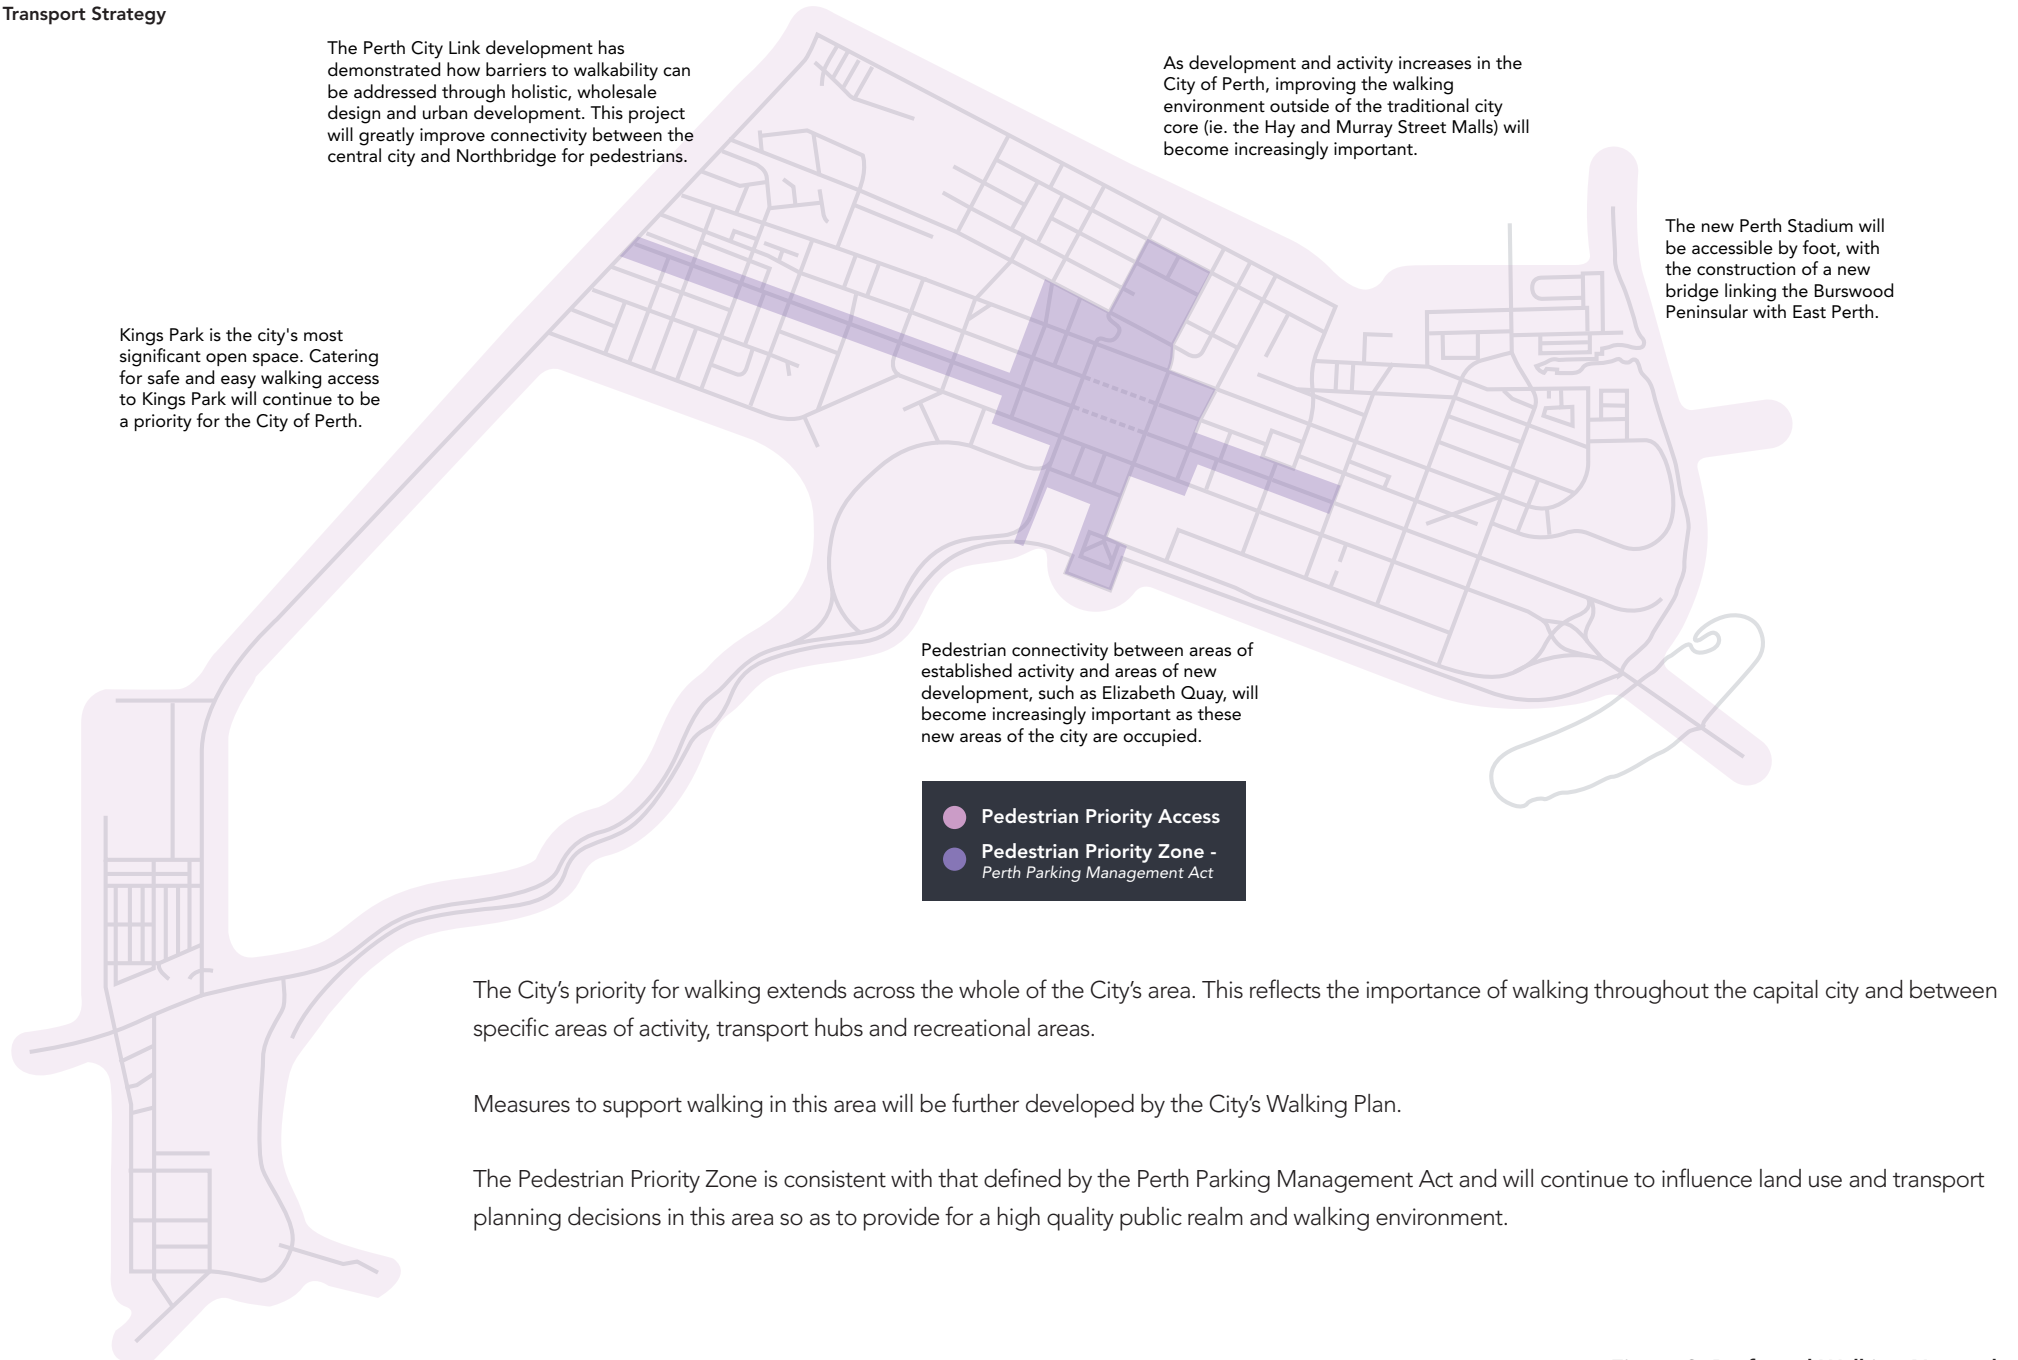 Transport Strategy
The Perth City Link development has
demonstrated how barriers to walkability can
be addressed through holistic, wholesale
design and urban development. This project
will greatly improve connectivity between the
central city and Northbridge for pedestrians.
As development and activity increases in the
City of Perth, improving the walking
environment outside of the traditional city
core (ie. the Hay and Murray Street Malls) will
become increasingly important.
The new Perth Stadium will
be accessible by foot, with
the construction of a new
bridge linking the Burswood
Peninsular with East Perth.
Kings Park is the city's most
significant open space. Catering
for safe and easy walking access
to Kings Park will continue to be
a priority for the City of Perth.
Pedestrian connectivity between areas of
established activity and areas of new
development, such as Elizabeth Quay, will
become increasingly important as these
new areas of the city are occupied.
Pedestrian Priority Access
Pedestrian Priority Zone -
Perth Parking Management Act
The City’s priority for walking extends across the whole of the City’s area. This reflects the importance of walking throughout the capital city and between
specific areas of activity, transport hubs and recreational areas.
Measures to support walking in this area will be further developed by the City’s Walking Plan.
The Pedestrian Priority Zone is consistent with that defined by the Perth Parking Management Act and will continue to influence land use and transport
planning decisions in this area so as to provide for a high quality public realm and walking environment.